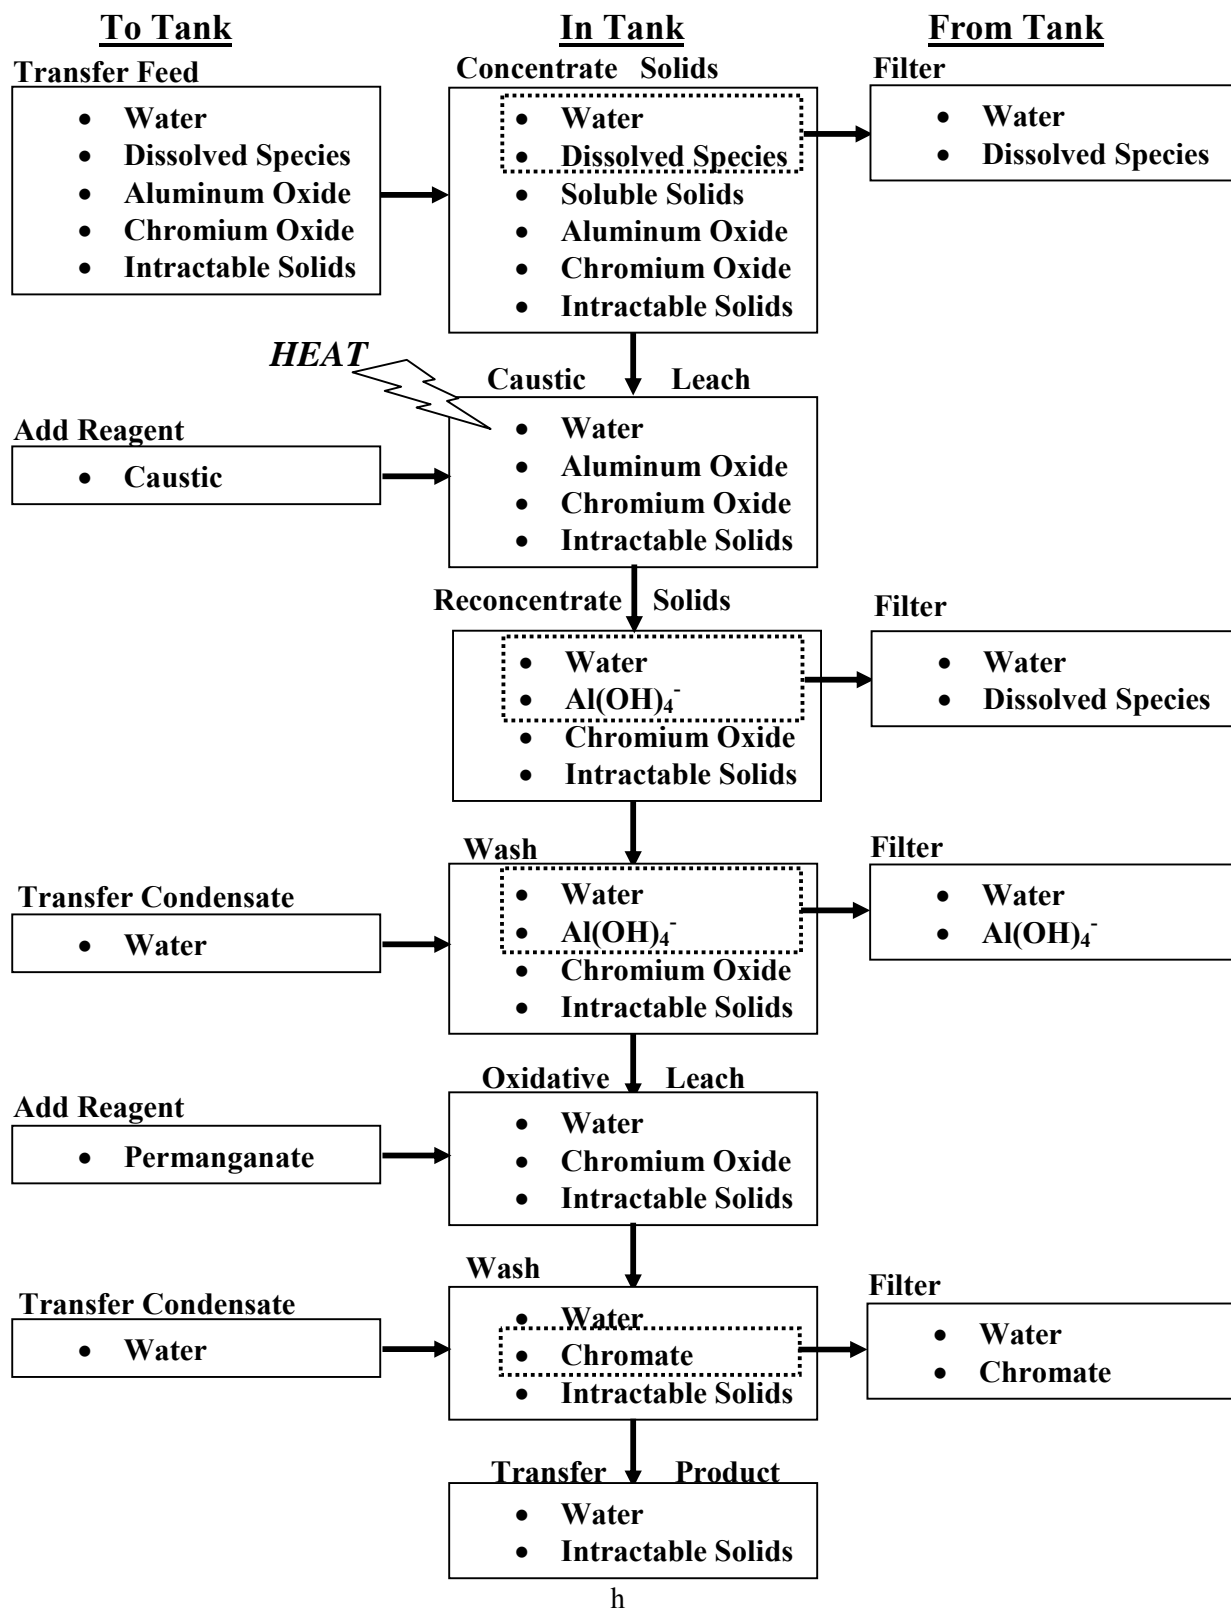 To Tank
In Tank
From Tank
Transfer Feed
• Water
• Dissolved Species
• Aluminum Oxide
• Chromium Oxide
• Intractable Solids
Concentrate Solids
• Water
• Dissolved Species
• Soluble Solids
• Aluminum Oxide
• Chromium Oxide
• Intractable Solids
Filter
• Water
• Dissolved Species
HEAT
Add Reagent
• Caustic
Caustic Leach
• Water
• Aluminum Oxide
• Chromium Oxide
• Intractable Solids
Reconcentrate Solids
• Water
• Al(OH)₄⁻
• Chromium Oxide
• Intractable Solids
Filter
• Water
• Dissolved Species
Transfer Condensate
• Water
Wash
• Water
• Al(OH)₄⁻
• Chromium Oxide
• Intractable Solids
Filter
• Water
• Al(OH)₄⁻
Add Reagent
• Permanganate
Oxidative Leach
• Water
• Chromium Oxide
• Intractable Solids
Transfer Condensate
• Water
Wash
• Water
• Chromate
• Intractable Solids
Filter
• Water
• Chromate
Transfer Product
• Water
• Intractable Solids
h